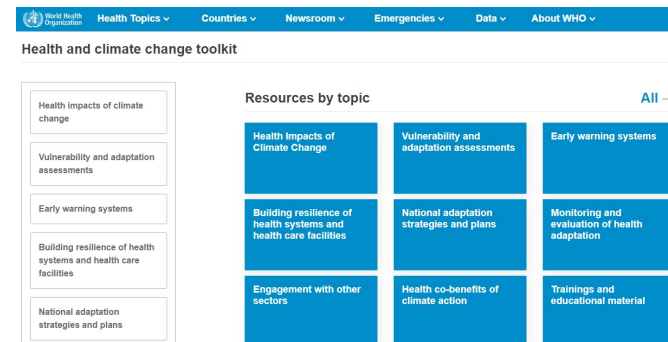 World Health Organization
Health Topics
Countries
Newsroom
Emergencies
Data
About WHO
Health and climate change toolkit
Health impacts of climate
change
Vulnerability and adaptation
assessments
Early warning systems
Building resilience of health
systems and health care
facilities
National adaptation
strategies and plans
Resources by topic
All
Health Impacts of
Climate Change
Vulnerability and
adaptation assessments
Early warning systems
Building resilience of
health systems and
health care facilities
National adaptation
strategies and plans
Monitoring and
evaluation of health
adaptation
Engagement with other
sectors
Health co-benefits of
climate action
Trainings and
educational material